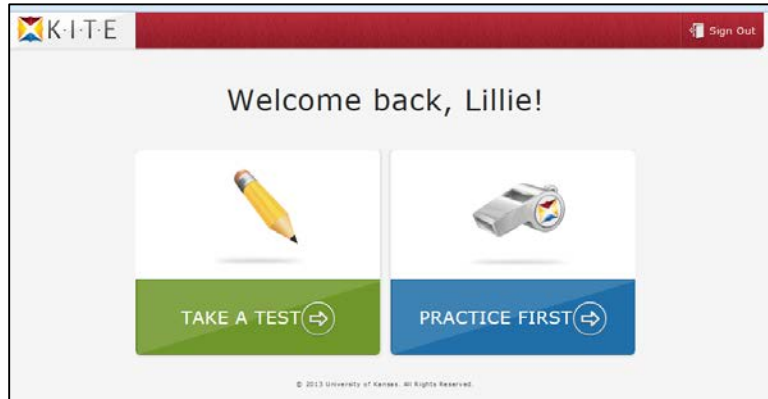 K·I·T·E
Sign Out
Welcome back, Lillie!
TAKE A TEST
PRACTICE FIRST
© 2013 University of Kansas. All Rights Reserved.